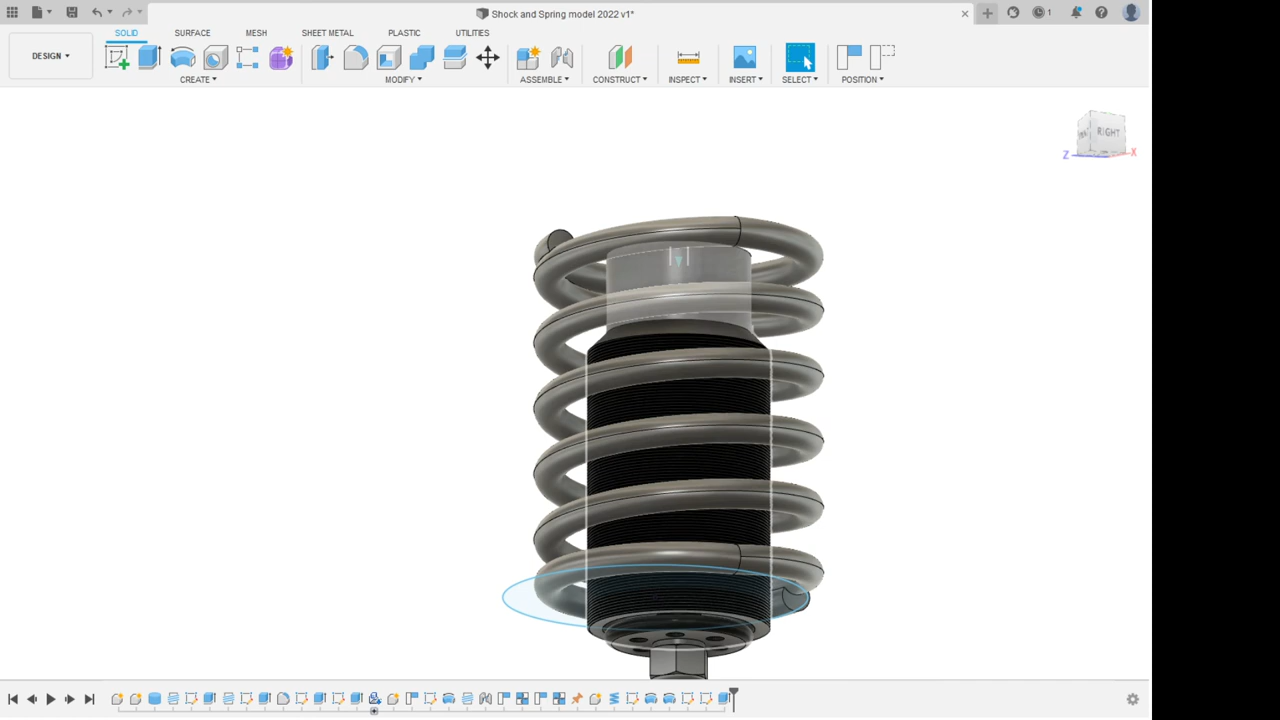 Shock and Spring model 2022 v1*
1
SOLID SURFACE MESH SHEET METAL PLASTIC UTILITIES
DESIGN
CREATE MODIFY ASSEMBLE CONSTRUCT INSPECT INSERT SELECT POSITION
RIGHT
Z X